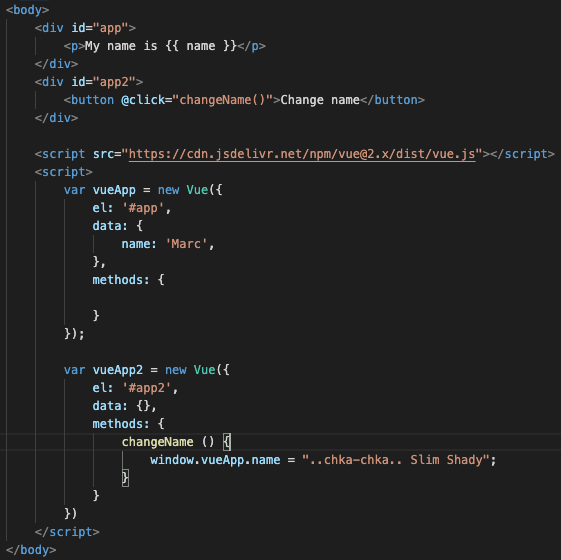 <body>
    <div id="app">
        <p>My name is {{ name }}</p>
    </div>
    <div id="app2">
        <button @click="changeName()">Change name</button>
    </div>

    <script src="https://cdn.jsdelivr.net/npm/vue@2.x/dist/vue.js"></script>
    <script>
        var vueApp = new Vue({
            el: '#app',
            data: {
                name: 'Marc',
            },
            methods: {

            }
        });

        var vueApp2 = new Vue({
            el: '#app2',
            data: {},
            methods: {
                changeName () {
                    window.vueApp.name = "..chka-chka.. Slim Shady";
                }
            }
        })
    </script>
</body>